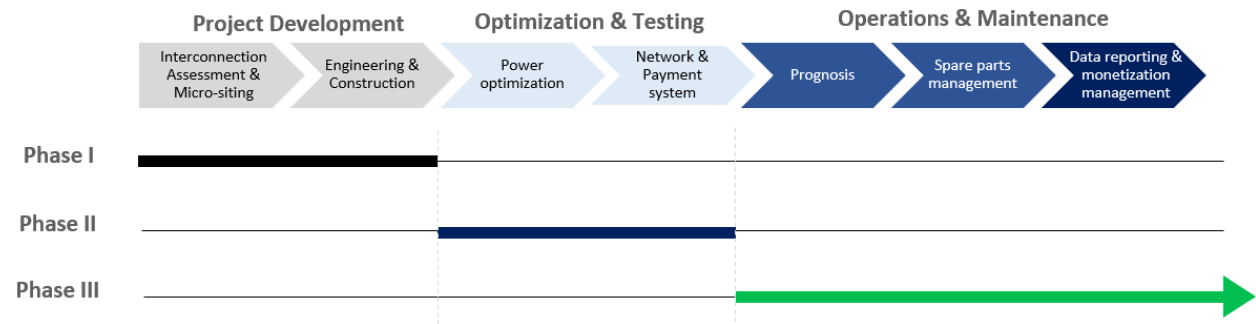 Project Development
Optimization & Testing
Operations & Maintenance
Interconnection
Assessment &
Micro-siting
Engineering &
Construction
Power
optimization
Network &
Payment
system
Prognosis
Spare parts
management
Data reporting &
monetization
management
Phase I
Phase II
Phase III